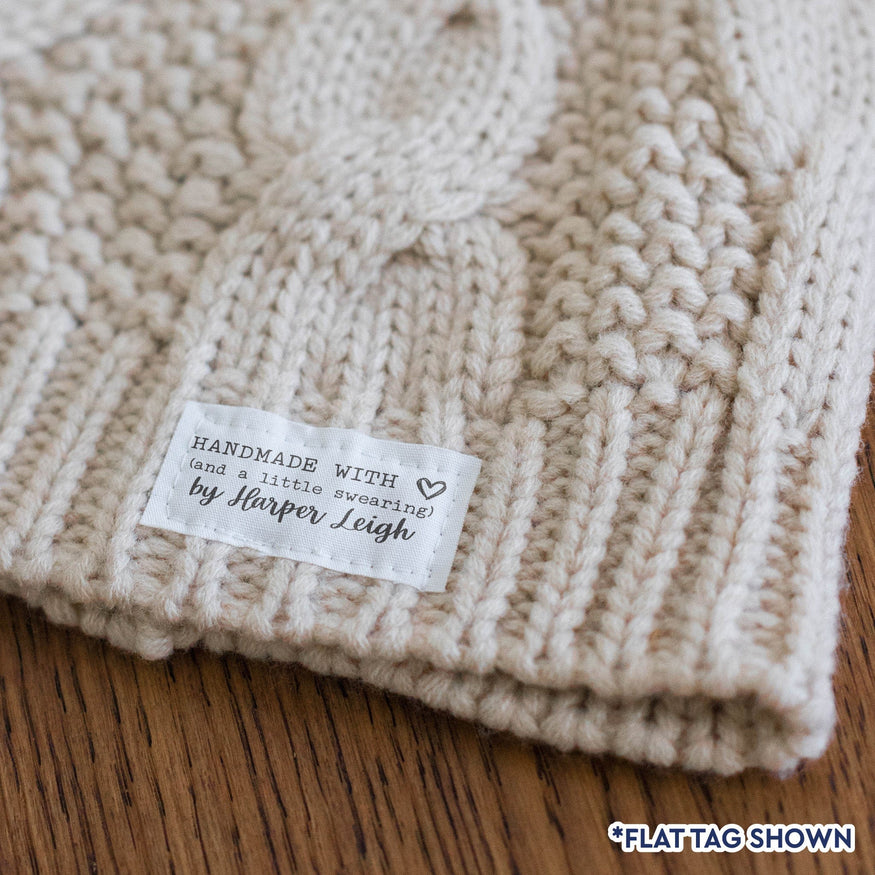 HANDMADE WITH ♡
(and a little swearing)
by Harper Leigh
*FLAT TAG SHOWN